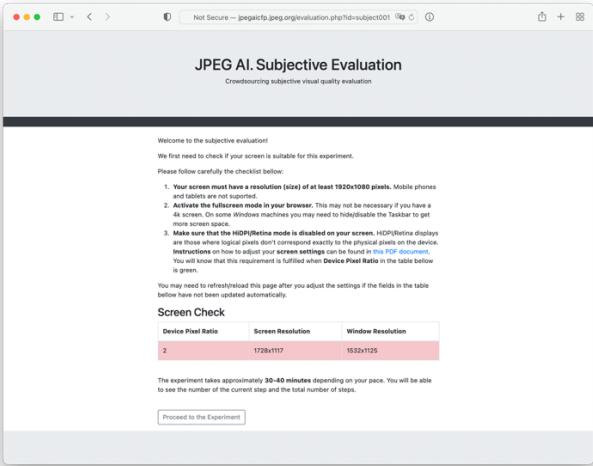 Not Secure — jpegaicfp.jpeg.org/evaluation.php?id=subject001
JPEG AI. Subjective Evaluation
Crowdsourcing subjective visual quality evaluation
Welcome to the subjective evaluation!
We first need to check if your screen is suitable for this experiment.
Please follow carefully the checklist below:
1. Your screen must have a resolution (size) of at least 1920x1080 pixels. Mobile phones
and tablets are not suported.
2. Activate the fullscreen mode in your browser. This may not be necessary if you have a
4k screen. On some Windows machines you may need to hide/disable the Taskbar to get
more screen space.
3. Make sure that the HiDPI/Retina mode is disabled on your screen. HiDPI/Retina displays
are those where logical pixels don't correspond exactly to the physical pixels on the device.
Instructions on how to adjust your screen settings can be found in this PDF document.
You will know that this requirement is fulfilled when Device Pixel Ratio in the table bellow
is green.
You may need to refresh/reload this page after you adjust the settings if the fields in the table
bellow have not been updated automatically.
Screen Check
Device Pixel Ratio Screen Resolution Window Resolution
2 1728x1117 1532x1125
The experiment takes approximately 30-40 minutes depending on your pace. You will be able
to see the number of the current step and the total number of steps.
Proceed to the Experiment